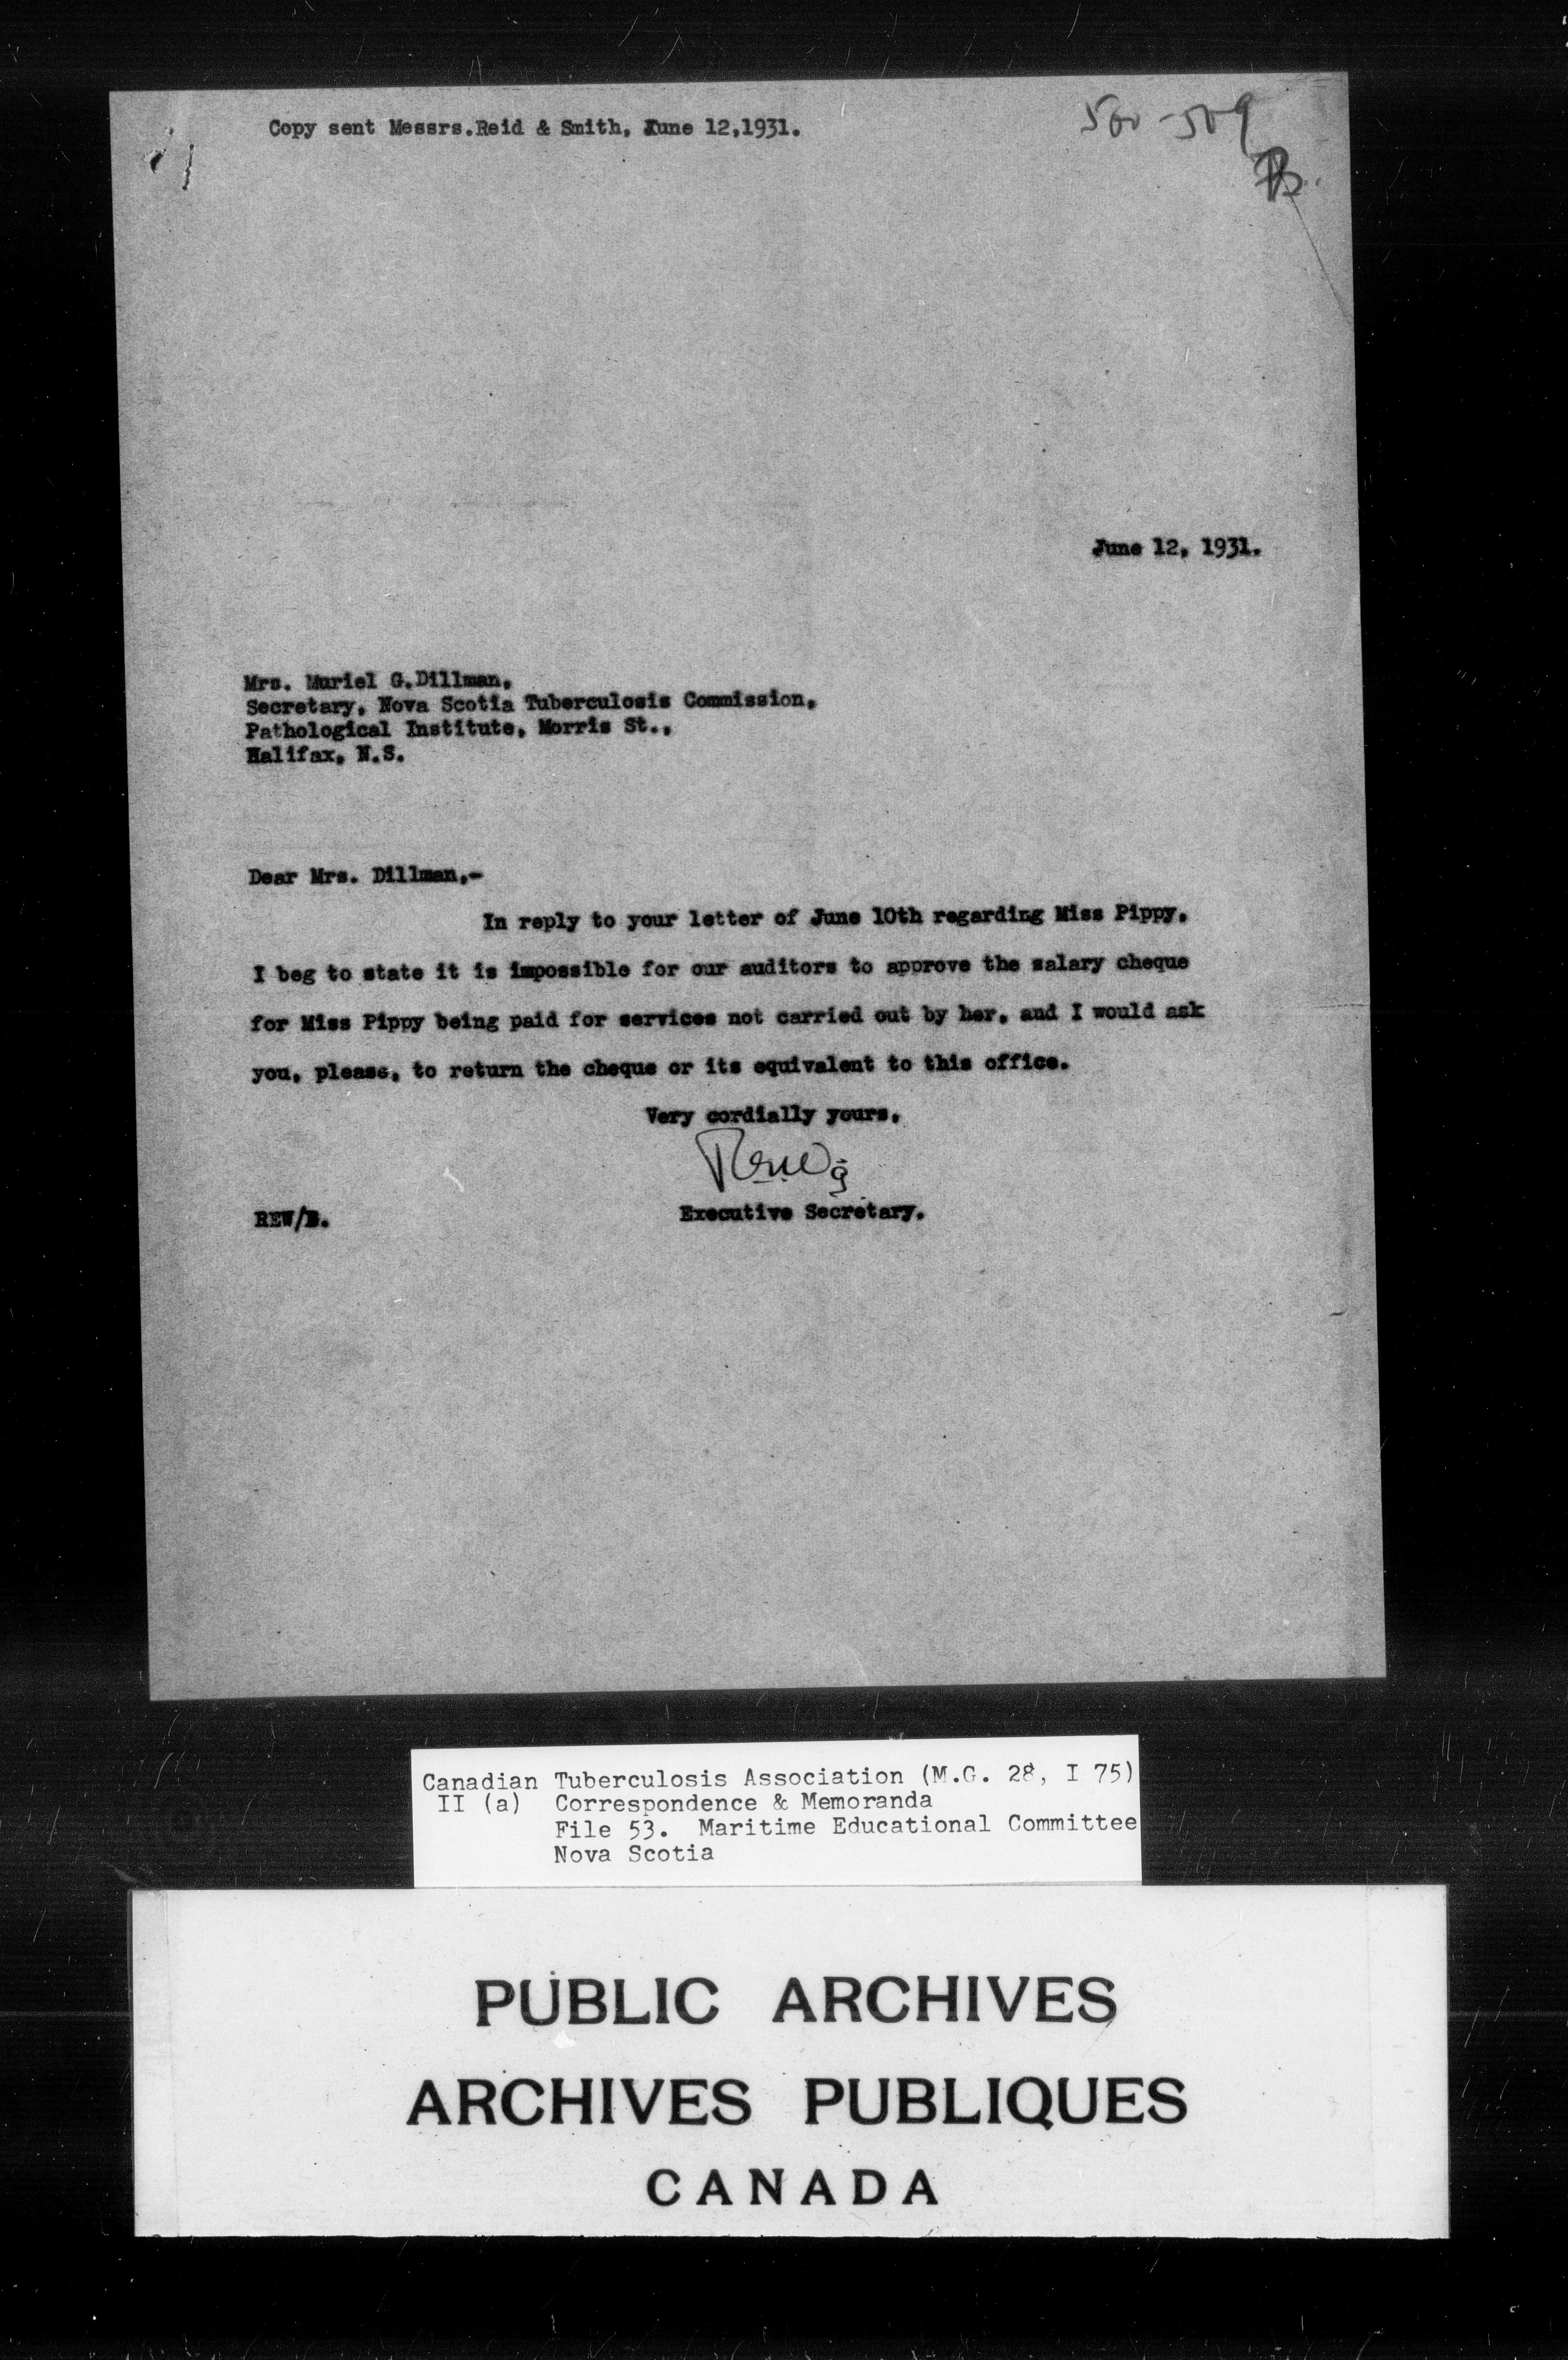 Copy sent Messrs.Reid & Smith, June 12,1931.
B.
June 12, 1931.
Mrs. Muriel G.Dillman,
Secretary, Nova Scotia Tuberculosis Commission,
Pathological Institute, Morris St.,
Halifax, N.S.
Dear Mrs. Dillman,-
In reply to your letter of June 10th regarding Miss Pippy,
I beg to state it is impossible for our auditors to approve the salary cheque
for Miss Pippy being paid for services not carried out by her, and I would ask
you, please, to return the cheque or its equivalent to this office.
Very cordially yours,
REW/B.
Executive Secretary.
Canadian Tuberculosis Association (M.G. 28, I 75)
II (a) Correspondence & Memoranda
File 53. Maritime Educational Committee
Nova Scotia
PUBLIC ARCHIVES
ARCHIVES PUBLIQUES
CANADA